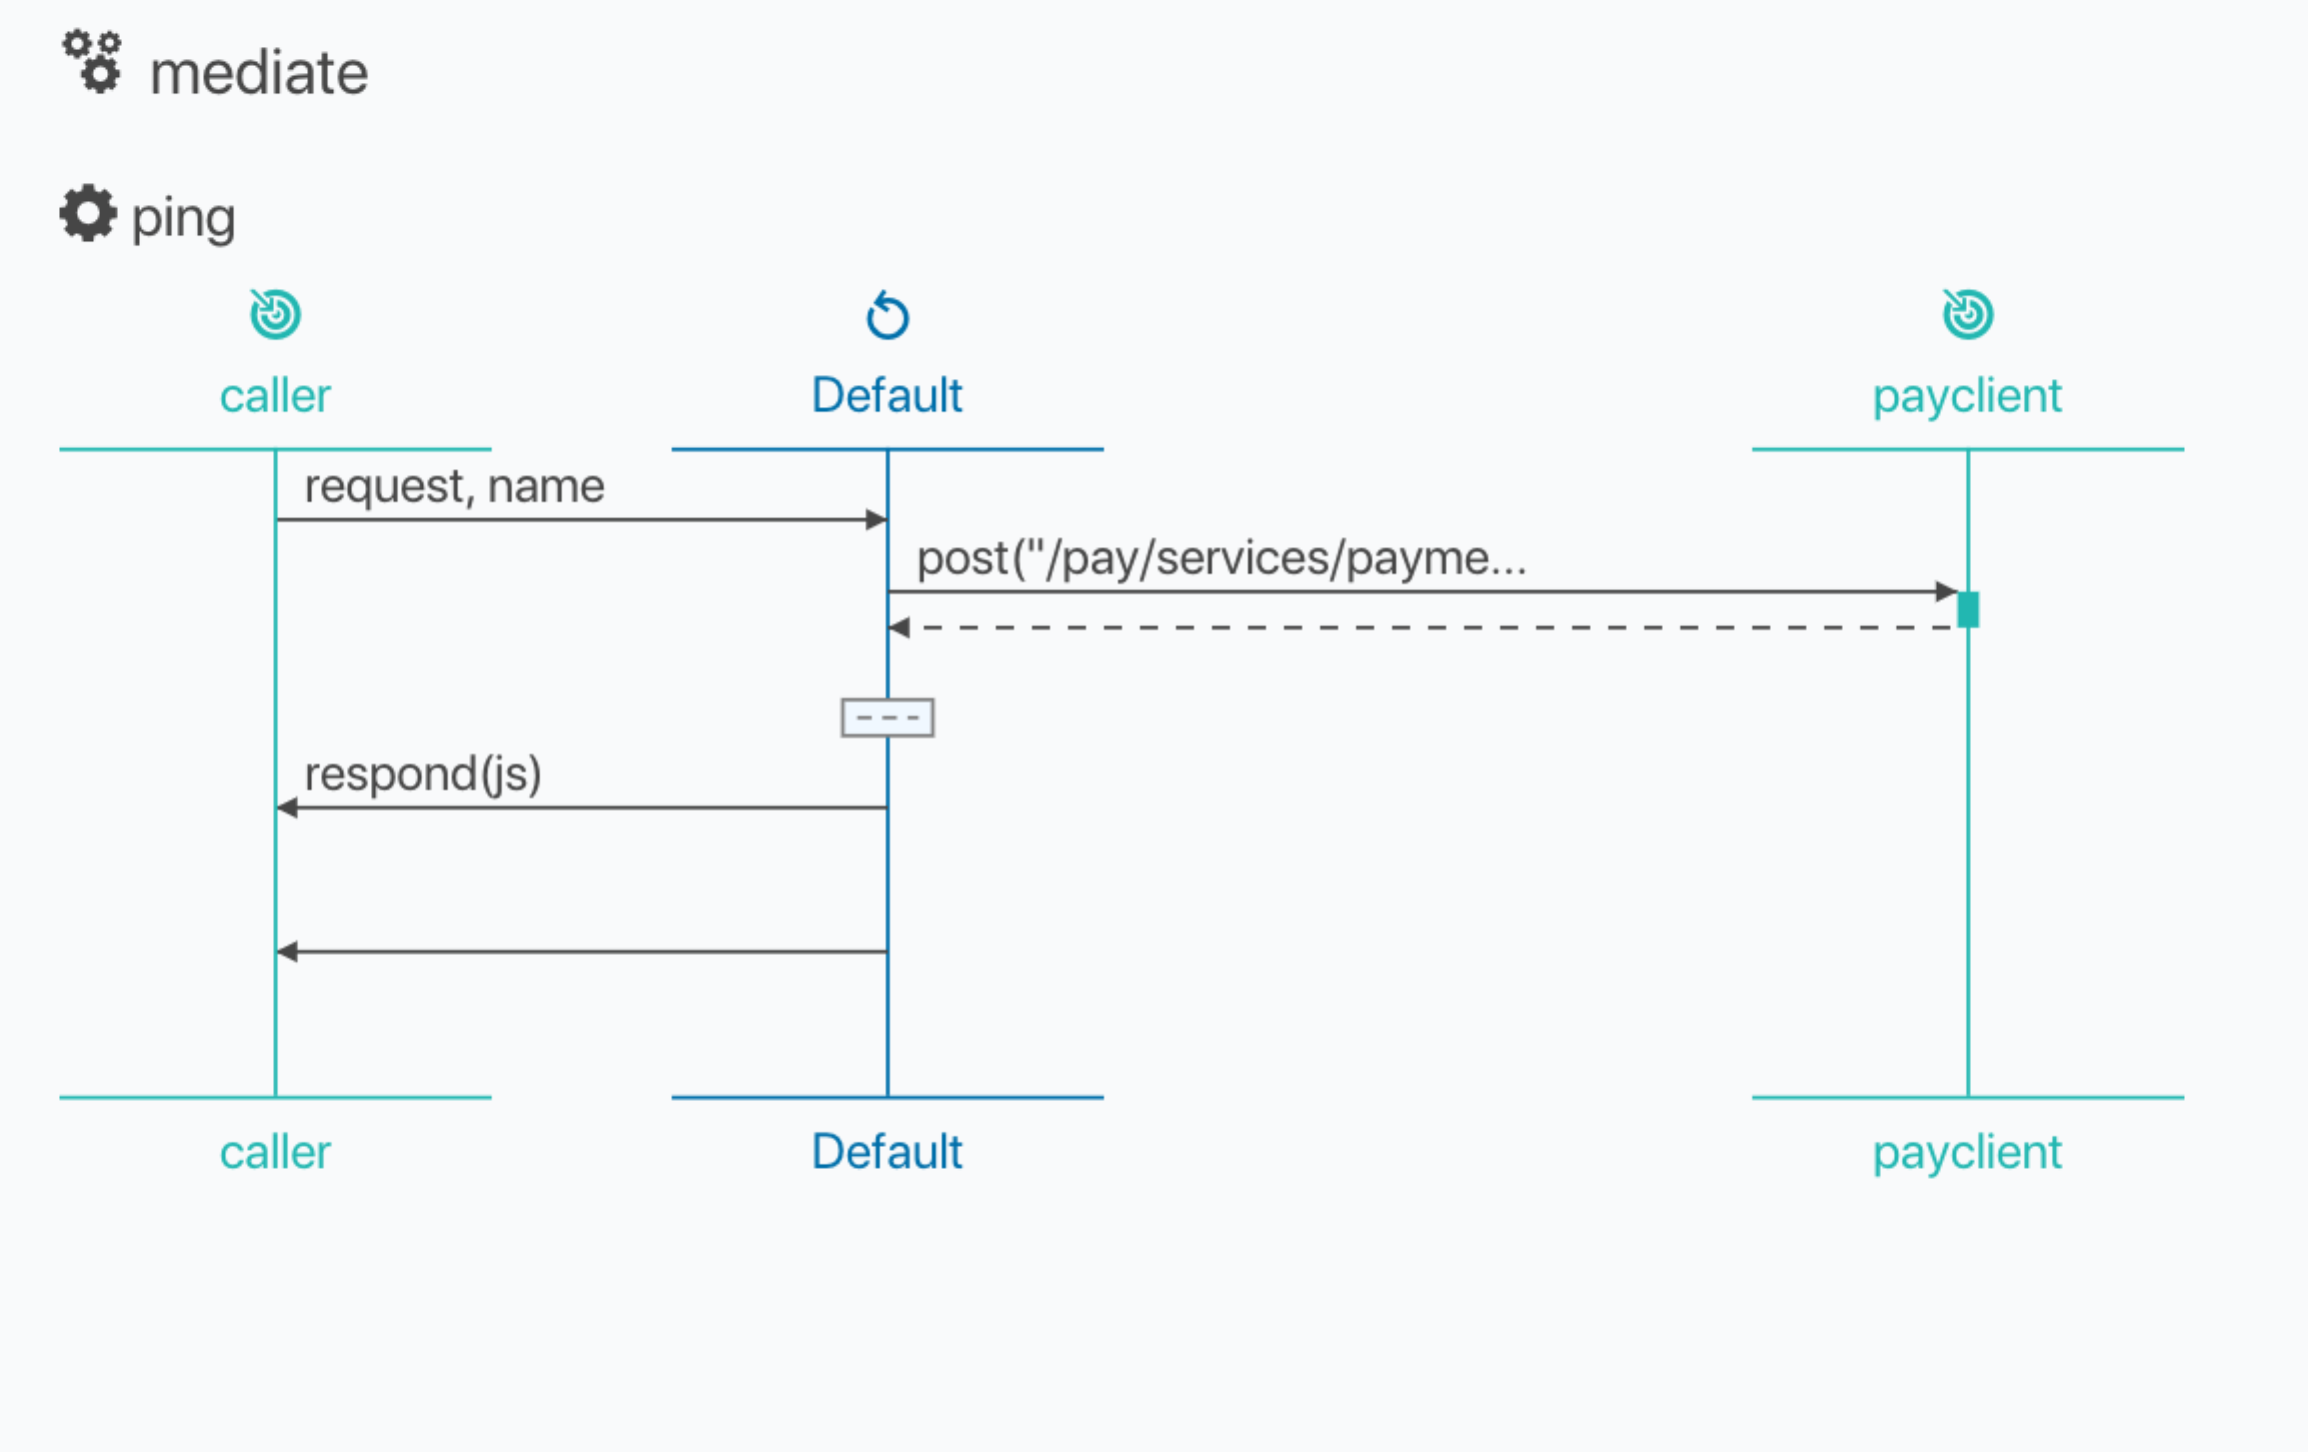 mediate
ping
caller
Default
payclient
request, name
post("/pay/services/payme...
respond(js)
caller
Default
payclient